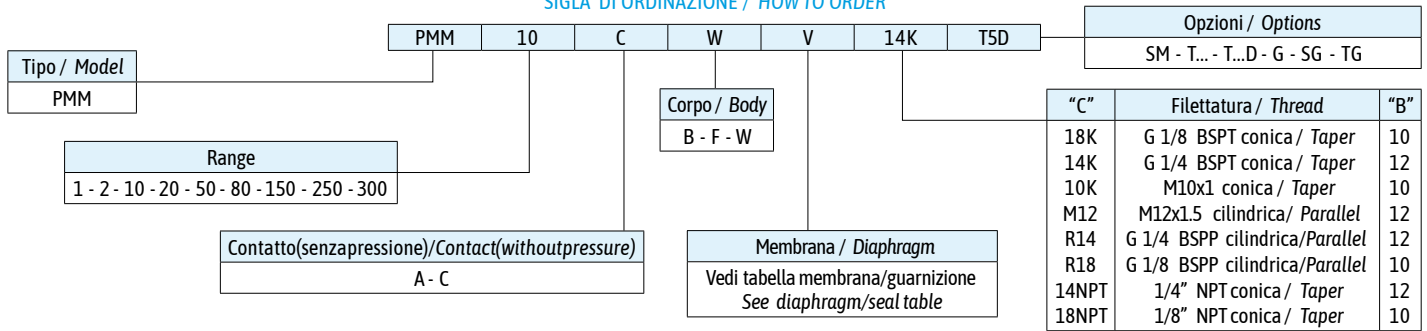 SIGLA DI ORDINAZIONE / HOW TO ORDER
PMM 10 C W V 14K T5D
Opzioni / Options
SM - T... - T...D - G - SG - TG
Tipo / Model
PMM
Corpo / Body
B - F - W
Range
1 - 2 - 10 - 20 - 50 - 80 - 150 - 250 - 300
Contatto(senzapressione)/Contact(withoutpressure)
A - C
Membrana / Diaphragm
Vedi tabella membrana/guarnizione
See diaphragm/seal table
“C” Filettatura / Thread “B”
18K G 1/8 BSPT conica / Taper 10
14K G 1/4 BSPT conica / Taper 12
10K M10x1 conica / Taper 10
M12 M12x1.5 cilindrica/ Parallel 12
R14 G 1/4 BSPP cilindrica/Parallel 12
R18 G 1/8 BSPP cilindrica/Parallel 10
14NPT 1/4” NPT conica / Taper 12
18NPT 1/8” NPT conica / Taper 10